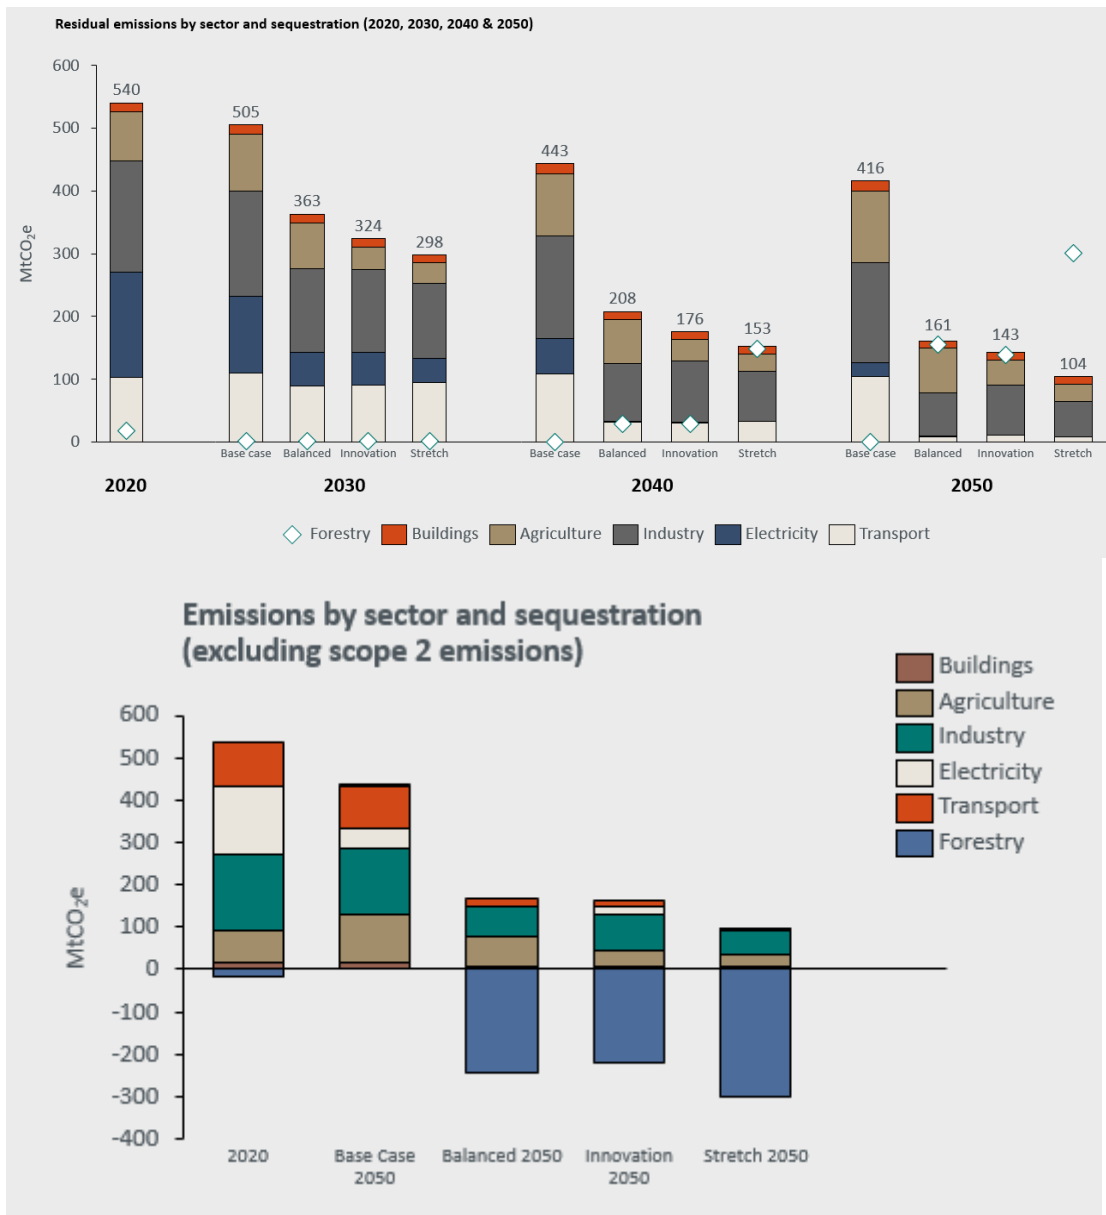 Residual emissions by sector and sequestration (2020, 2030, 2040 & 2050)
600
500
400
300
200
100
0
MtCO₂e
540
505
363
324
298
443
208
176
153
416
161
143
104
Base case Balanced Innovation Stretch Base case Balanced Innovation Stretch Base case Balanced Innovation Stretch
2020 2030 2040 2050
Forestry Buildings Agriculture Industry Electricity Transport
Emissions by sector and sequestration
(excluding scope 2 emissions)
Buildings
Agriculture
Industry
Electricity
Transport
Forestry
600
500
400
300
200
100
0
-100
-200
-300
-400
MtCO₂e
2020 Base Case Balanced 2050 Innovation Stretch 2050
2050 2050